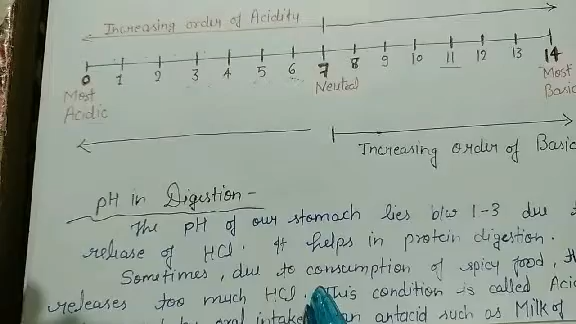 Increasing order of Acidity
0 1 2 3 4 5 6 7 8 9 10 11 12 13 14
Most Acidic
Neutral
Most Basic
Increasing order of Basic
pH in Digestion -
The pH of our stomach lies b/w 1-3 due
release of HCl. It helps in protein digestion.
Sometimes, due to consumption of spicy food,
releases too much HCl. This condition is called
oral intake an antacid such as Milk of